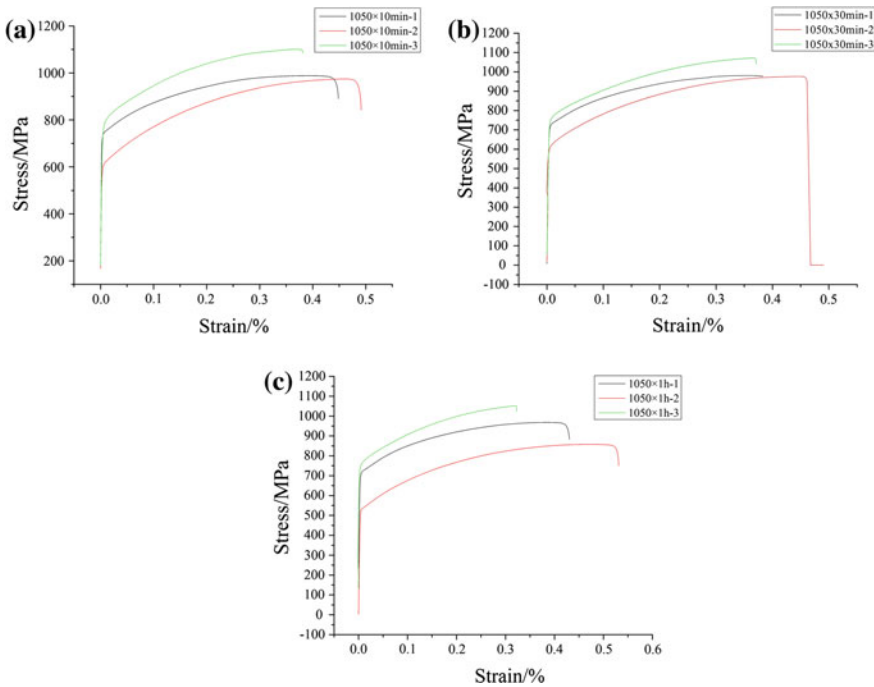 (a)
1050×10min-1
1050×10min-2
1050×10min-3
Stress/MPa
1200
1000
800
600
400
200
0.0 0.1 0.2 0.3 0.4 0.5
Strain/%
(b)
1050x30min-1
1050x30min-2
1050x30min-3
Stress/MPa
1200
1100
1000
900
800
700
600
500
400
300
200
100
0
-100
0.0 0.1 0.2 0.3 0.4 0.5
Strain/%
(c)
1050×1h-1
1050×1h-2
1050×1h-3
Stress/MPa
1200
1100
1000
900
800
700
600
500
400
300
200
100
0
-100
0.0 0.1 0.2 0.3 0.4 0.5 0.6
Strain/%